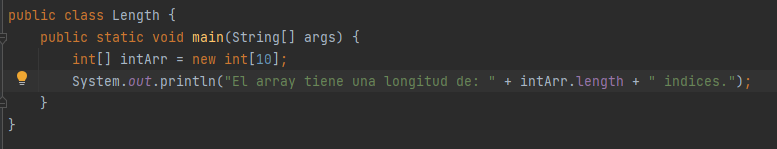 public class Length {
public static void main(String[] args) {
int[] intArr = new int[10];
System.out.println("El array tiene una longitud de: " + intArr.length + " indices.");
}
}